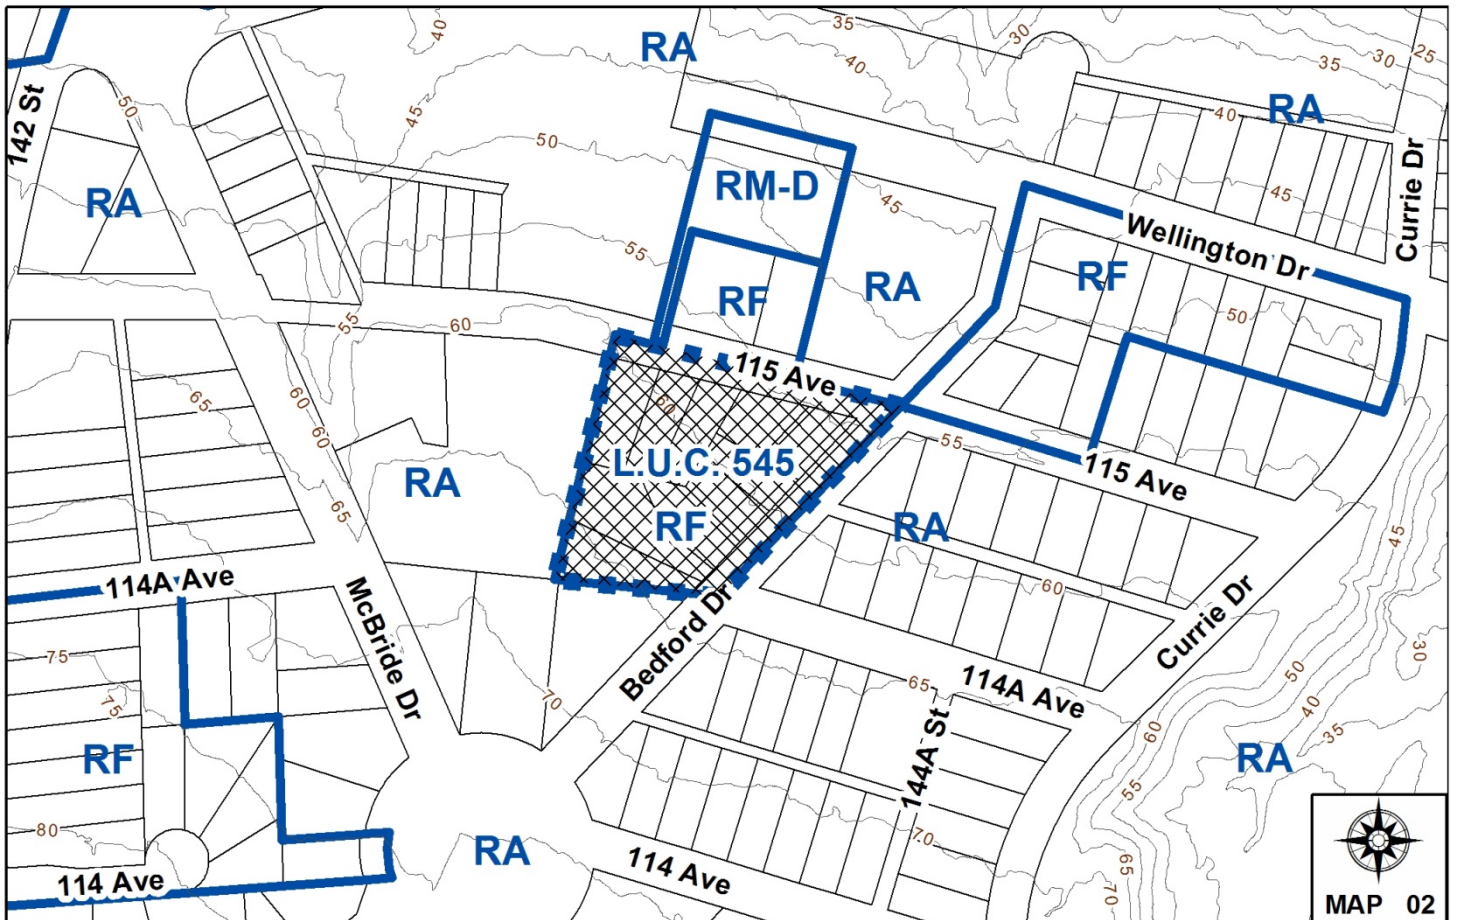 40
35
30
25
RA
40
35
30
RA
142 St
50
45
40
50
RM-D
45
45
Currie Dr
RA
55
RA
Wellington Dr
RF
RF
50
55
60
115 Ave
65
60
60
60
55
L.U.C. 545
115 Ave
RA
65
RF
RA
45
114A Ave
60
McBride Dr
Bedford Dr
Currie Dr
75
30
65
114A Ave
50
75
70
40
144A St
60
35
RF
RA
55
80
70
RA
114 Ave
114 Ave
65
70
MAP 02